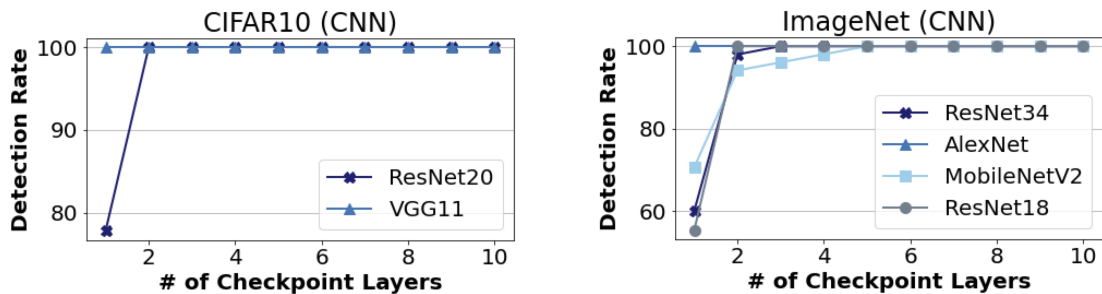 CIFAR10 (CNN)
100
90
80
Detection Rate
ResNet20
VGG11
2 4 6 8 10
# of Checkpoint Layers
ImageNet (CNN)
100
80
60
Detection Rate
ResNet34
AlexNet
MobileNetV2
ResNet18
2 4 6 8 10
# of Checkpoint Layers